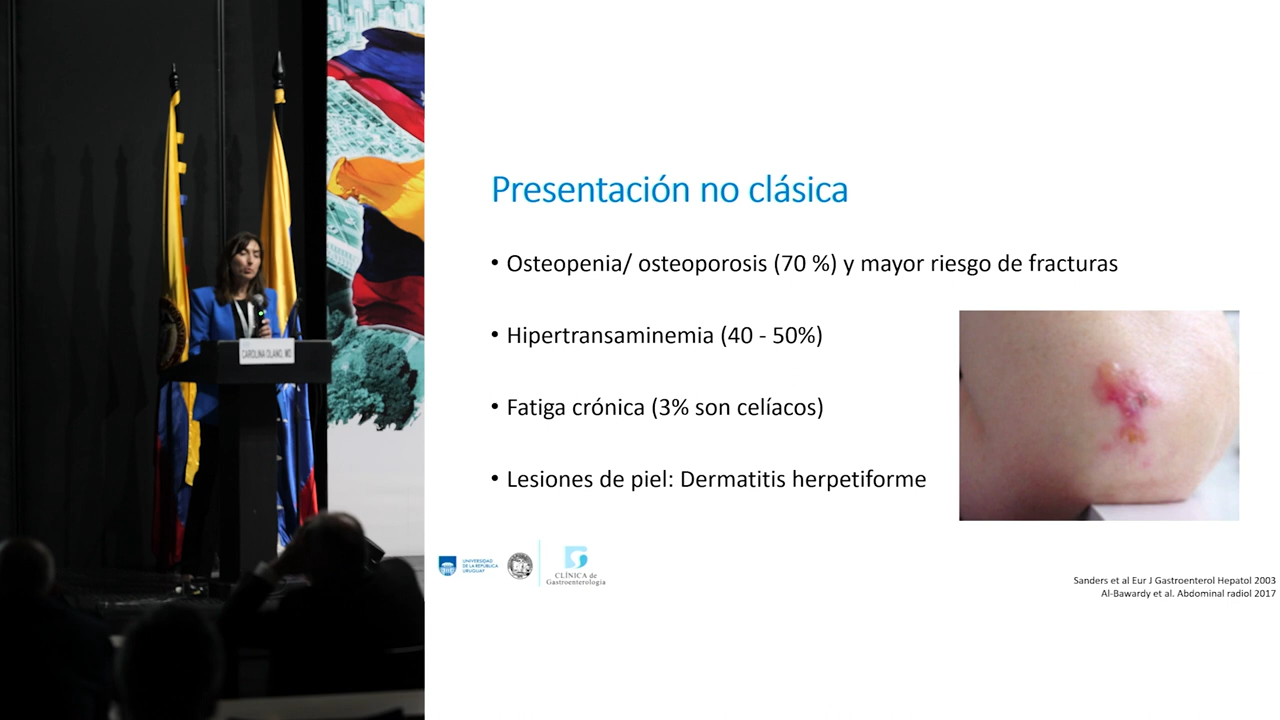 CAROLINA OLANO, MD
Presentación no clásica
• Osteopenia/ osteoporosis (70 %) y mayor riesgo de fracturas
• Hipertransaminemia (40 - 50%)
• Fatiga crónica (3% son celíacos)
• Lesiones de piel: Dermatitis herpetiforme
UNIVERSIDAD
DE LA REPÚBLICA
URUGUAY
CLÍNICA de
Gastroenterología
Sanders et al Eur J Gastroenterol Hepatol 2003
Al-Bawardy et al. Abdominal radiol 2017